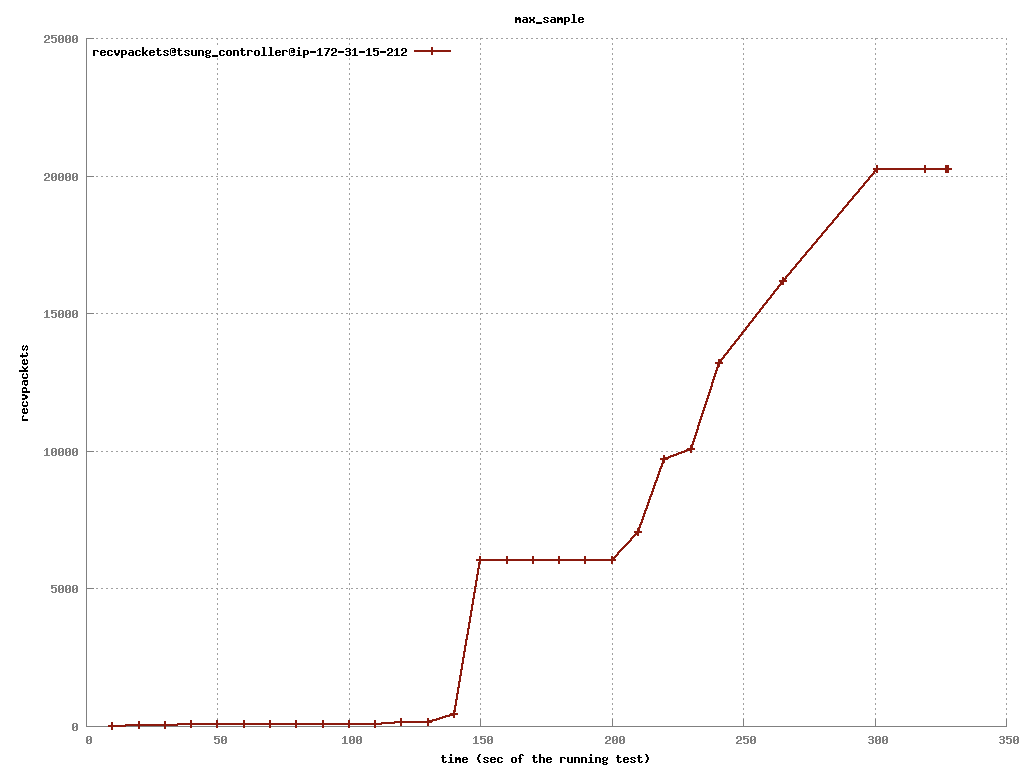 max_sample
25000
recvpackets@tsung_controller@ip-172-31-15-212
20000
15000
recvpackets
10000
5000
0
0 50 100 150 200 250 300 350
time (sec of the running test)